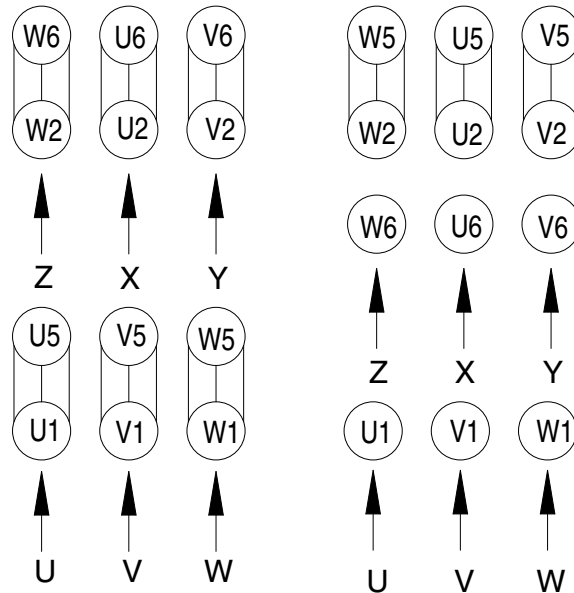 W6 U6 V6 W5 U5 V5
W2 U2 V2 W2 U2 V2
W6 U6 V6
Z X Y
U5 V5 W5
Z X Y
U1 V1 W1 U1 V1 W1
U V W U V W